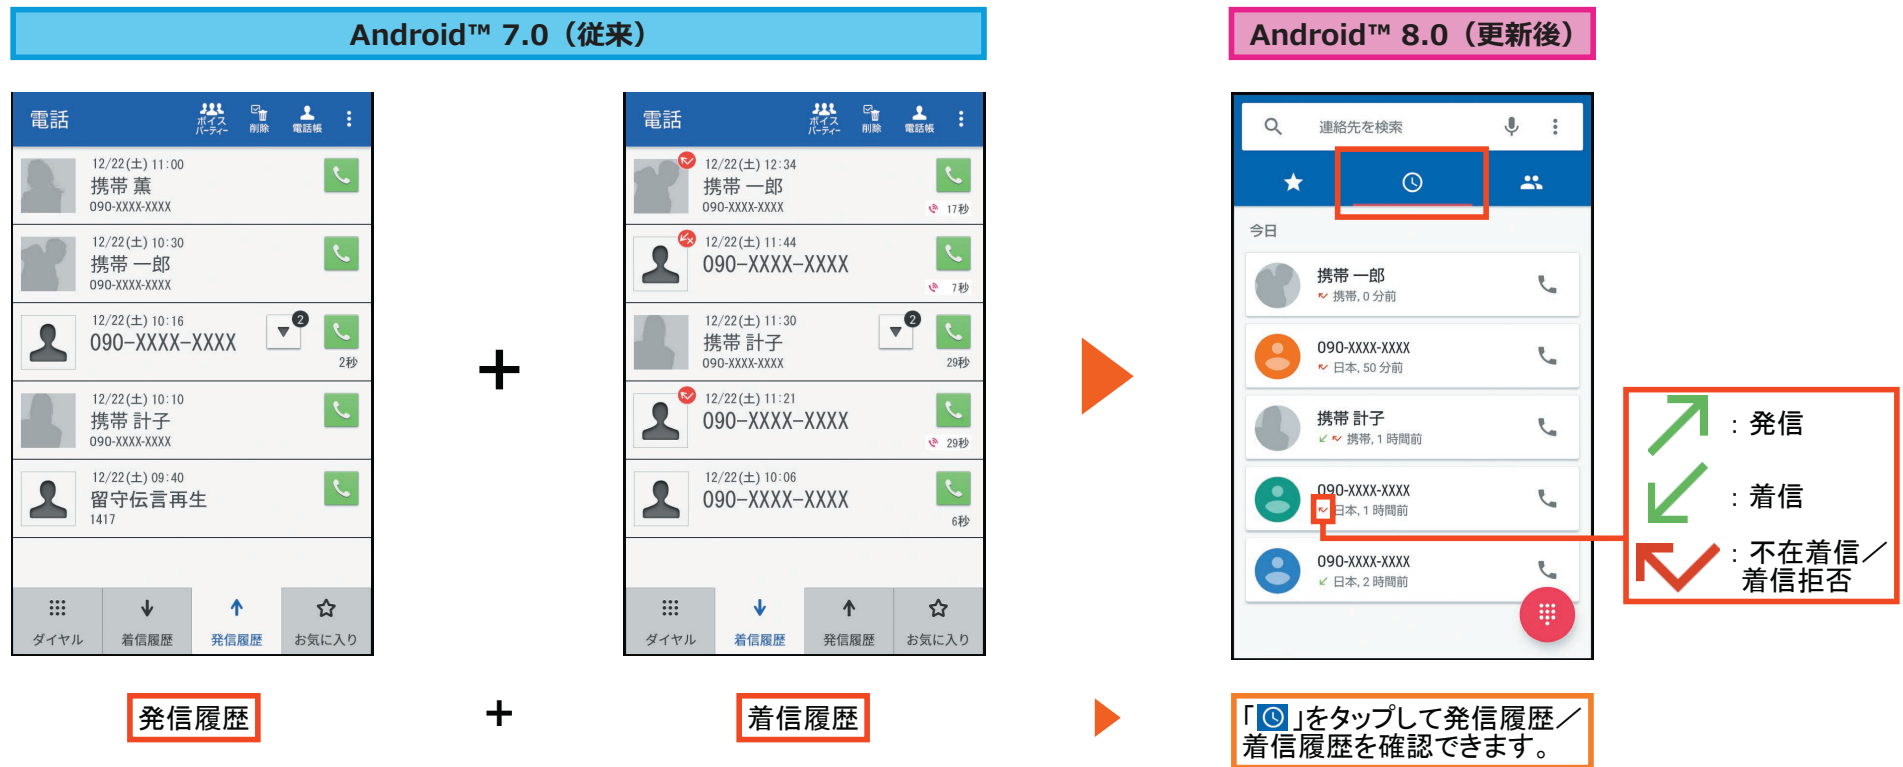 Android™ 7.0（従来）
Android™ 8.0（更新後）
電話
ボイス
パーティー
削除
電話帳
12/22(土) 11:00
携帯 薫
090-XXXX-XXXX
12/22(土) 10:30
携帯 一郎
090-XXXX-XXXX
12/22(土) 10:16
090-XXXX-XXXX
2
2秒
12/22(土) 10:10
携帯 計子
090-XXXX-XXXX
12/22(土) 09:40
留守伝言再生
1417
ダイヤル
着信履歴
発信履歴
お気に入り
+
電話
ボイス
パーティー
削除
電話帳
12/22(土) 12:34
携帯 一郎
090-XXXX-XXXX
17秒
12/22(土) 11:44
090-XXXX-XXXX
7秒
12/22(土) 11:30
携帯 計子
090-XXXX-XXXX
2
29秒
12/22(土) 11:21
090-XXXX-XXXX
29秒
12/22(土) 10:06
090-XXXX-XXXX
6秒
ダイヤル
着信履歴
発信履歴
お気に入り
連絡先を検索
今日
携帯 一郎
携帯, 0 分前
090-XXXX-XXXX
日本, 50 分前
携帯 計子
携帯, 1 時間前
090-XXXX-XXXX
日本, 1 時間前
090-XXXX-XXXX
日本, 2 時間前
：発信
：着信
：不在着信／
着信拒否
発信履歴
+
着信履歴
「」をタップして発信履歴／
着信履歴を確認できます。